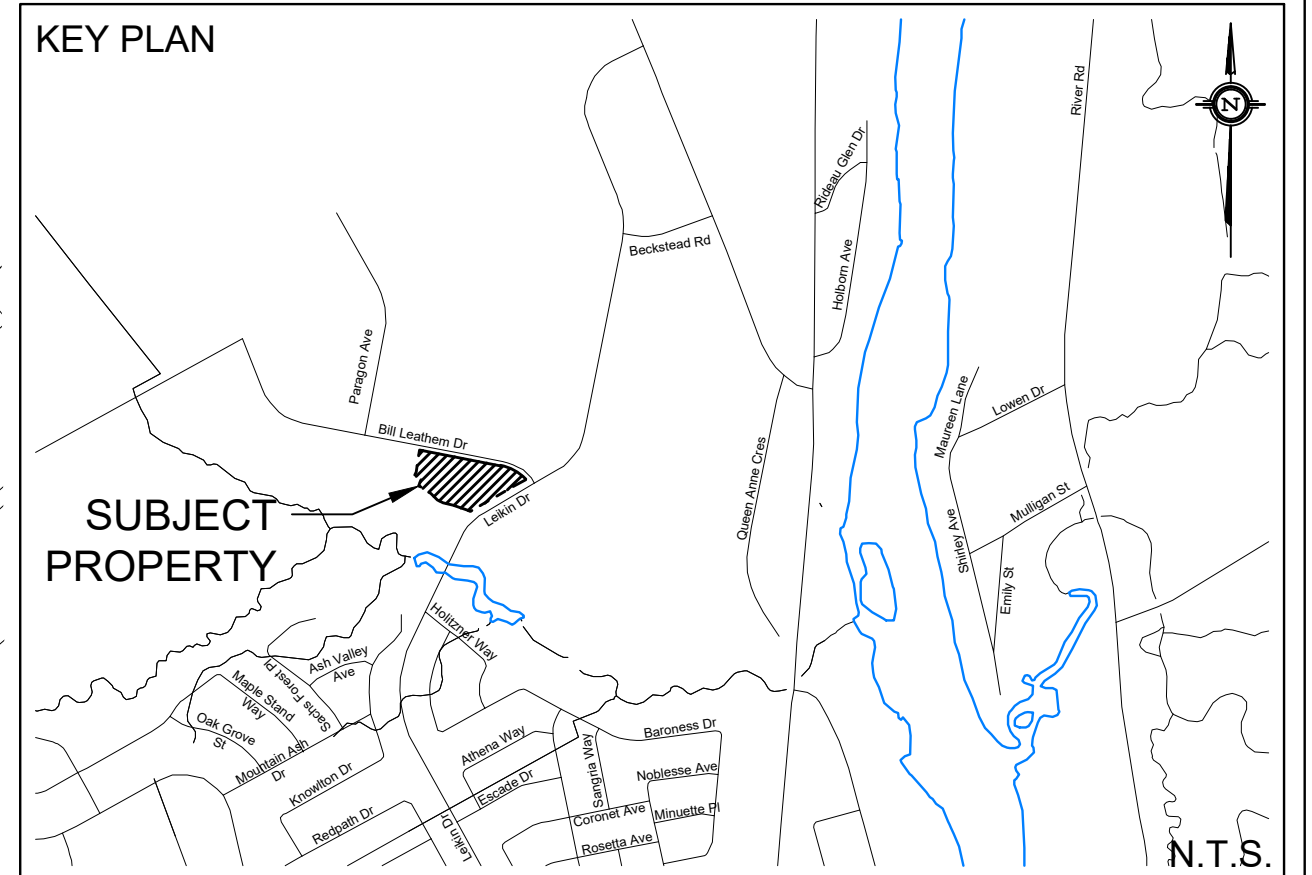 KEY PLAN
N
River Rd
Rideau Glen Dr
Beckstead Rd
Holborn Ave
Paragon Ave
Maureen Lane
Lowen Dr
Bill Leathem Dr
Queen Anne Cres
SUBJECT
PROPERTY
Leikin Dr
Mulligan St
Shirley Ave
Emily St
Holitzner Way
Ash Valley
Ave
Sachs Forest Pl
Maple Stand
Way
Oak Grove
St
Mountain Ash
Dr
Knowlton Dr
Redpath Dr
Leikin Dr
Athena Way
Escade Dr
Sangria Way
Baroness Dr
Noblesse Ave
Coronet Ave
Minuette Pl
Rosetta Ave
N.T.S.